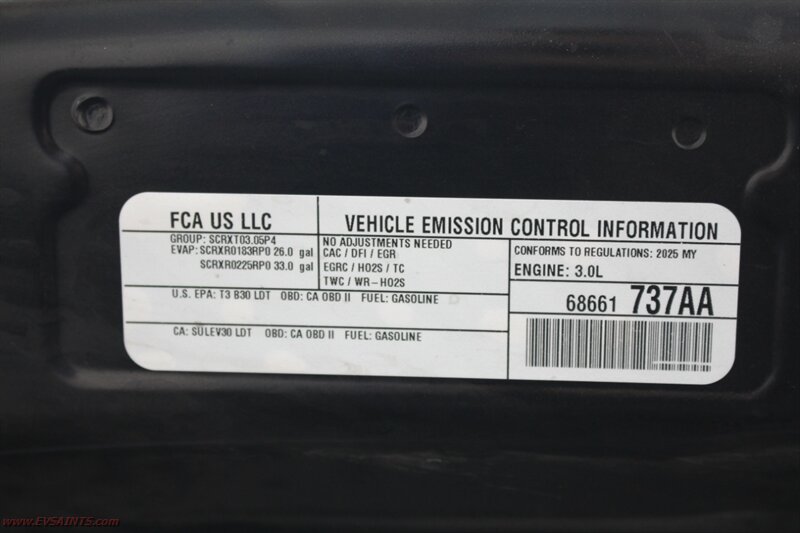 FCA US LLC
GROUP: SCRXT03.05P4
EVAP: SCRXR0183RP0 26.0 gal
SCRXR0225RP0 33.0 gal
VEHICLE EMISSION CONTROL INFORMATION
NO ADJUSTMENTS NEEDED
CAC / DFI / EGR
EGRC / HO2S / TC
TWC / WR-HO2S
CONFORMS TO REGULATIONS: 2025 MY
ENGINE: 3.0L
U.S. EPA: T3 B30 LDT OBD: CA OBD II FUEL: GASOLINE
CA: SULEV30 LDT OBD: CA OBD II FUEL: GASOLINE
68661 737AA
www.EVSAINTS.com